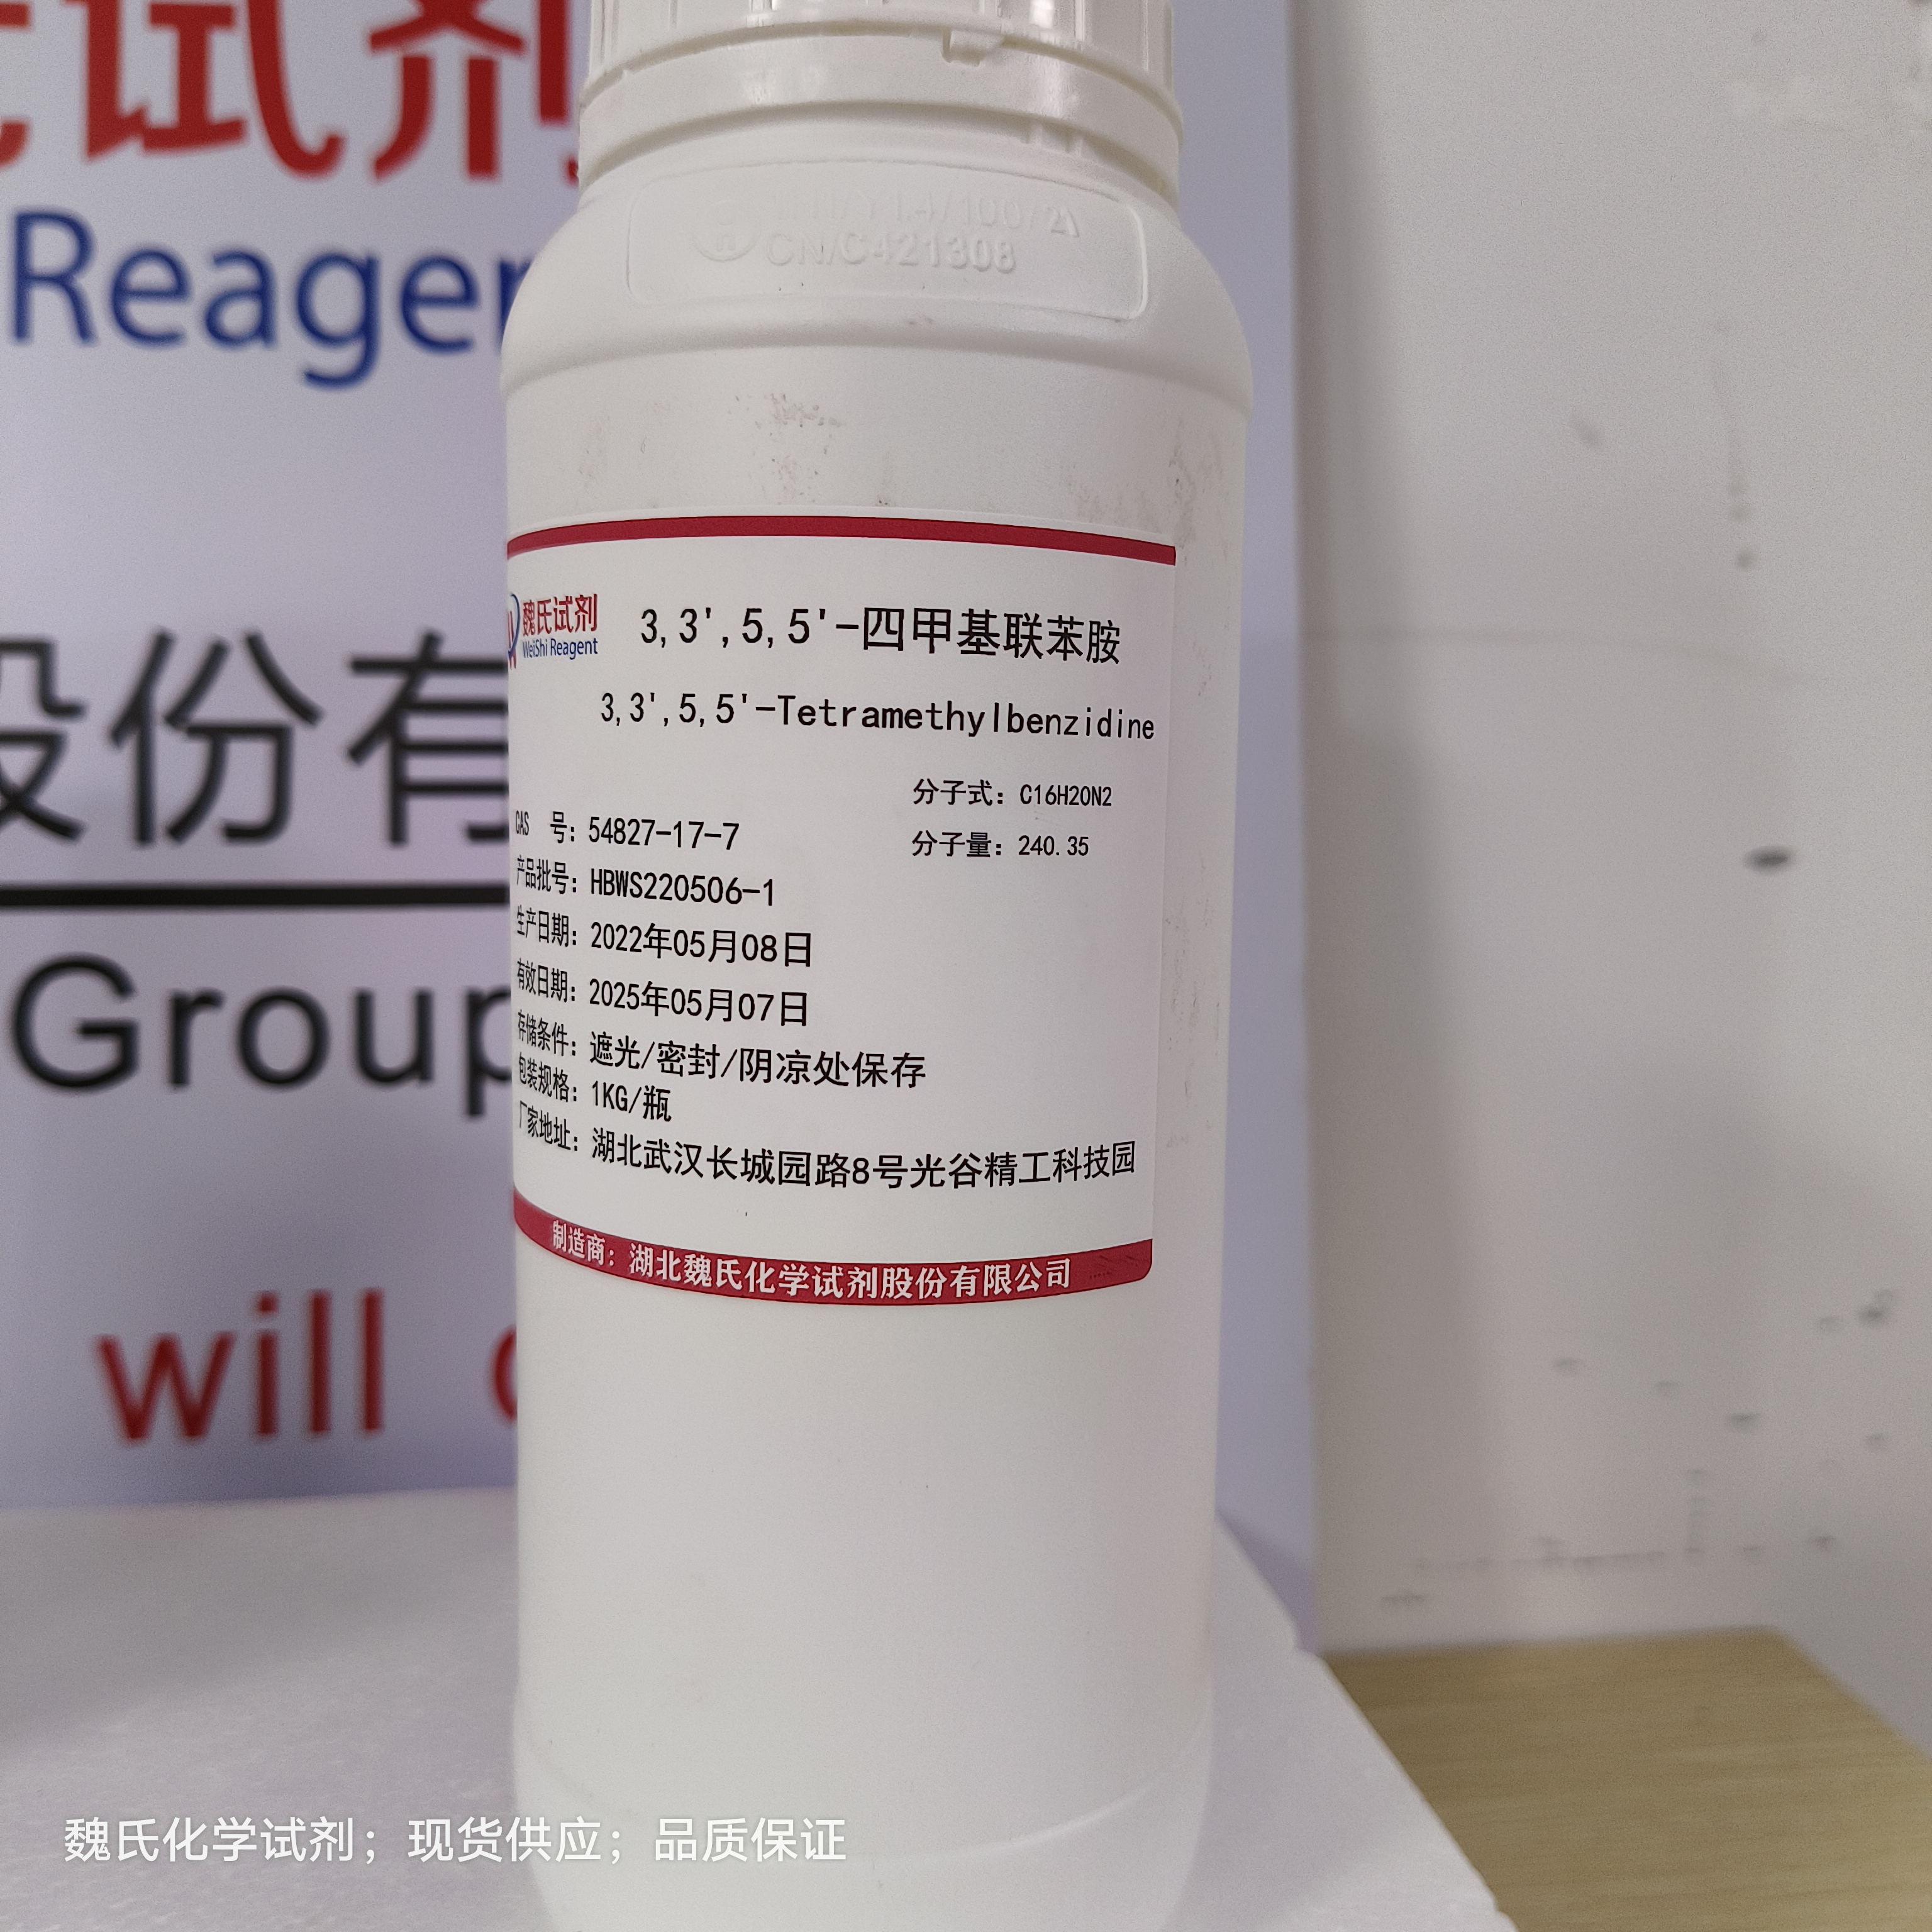 试剂
Reagen
股份有
Group
will
CN/C421308
魏氏试剂
WeiShi Reagent
3,3',5,5'-四甲基联苯胺
3,3',5,5'-Tetramethylbenzidine
分子式：C16H20N2
分子量：240.35
CAS 号：54827-17-7
产品批号：HBWS220506-1
生产日期：2022年05月08日
有效日期：2025年05月07日
存储条件：遮光/密封/阴凉处保存
包装规格：1KG/瓶
厂家地址：湖北武汉长城园路8号光谷精工科技园
制造商：湖北魏氏化学试剂股份有限公司
魏氏化学试剂；现货供应；品质保证